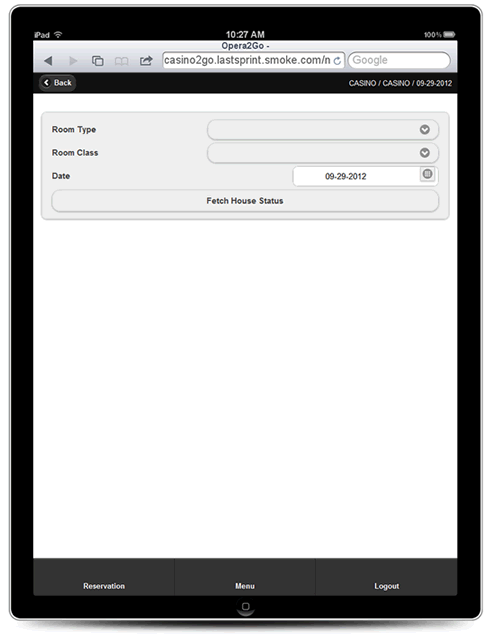 iPad 10:27 AM 100%
Opera2Go -
casino2go.lastsprint.smoke.com/n Google
Back CASINO / CASINO / 09-29-2012
Room Type
Room Class
Date 09-29-2012
Fetch House Status
Reservation Menu Logout